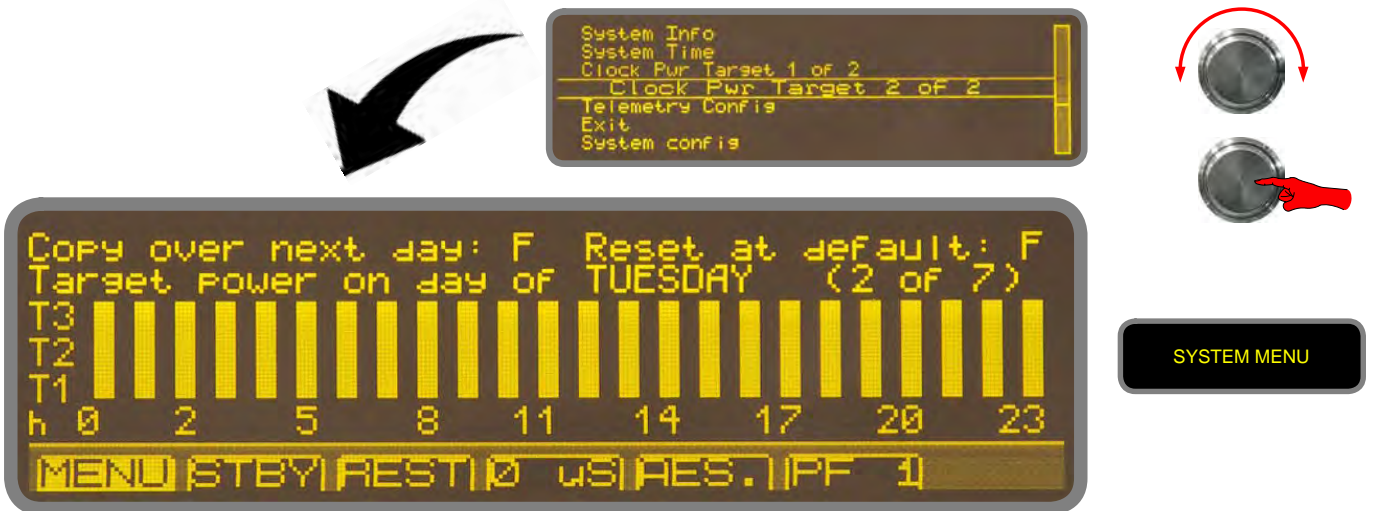 System Info
System Time
Clock Pwr Target 1 of 2
Clock Pwr Target 2 of 2
Telemetry Config
Exit
System config
Copy over next day: F Reset at default: F
Target power on day of TUESDAY (2 of 7)
T3
T2
T1
h 0 2 5 8 11 14 17 20 23
MENU STBY REST 0 uS AES. PF 1
SYSTEM MENU